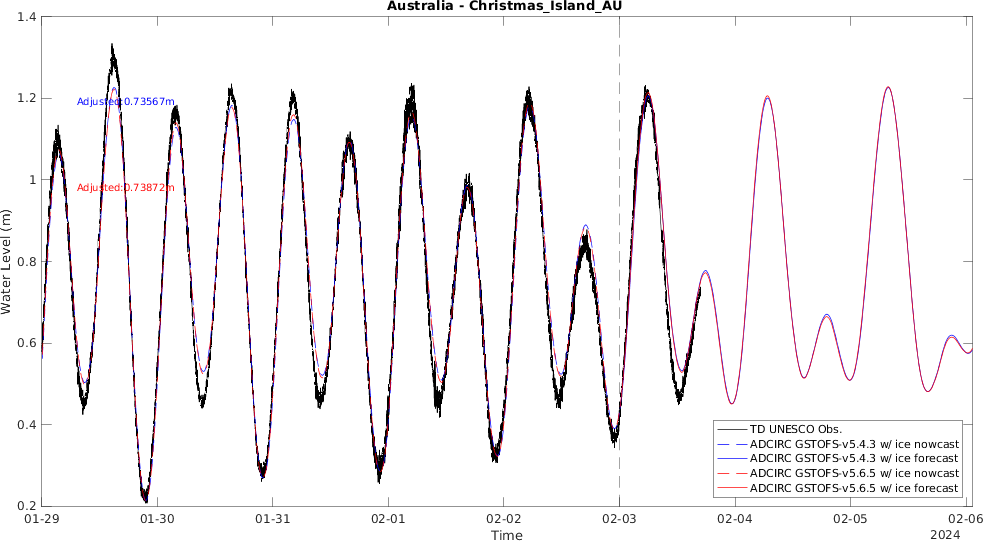 Australia - Christmas_Island_AU
1.4
1.2
1
0.8
0.6
0.4
0.2
Water Level (m)
Adjusted:0.73567m
Adjusted:0.73872m
TD UNESCO Obs.
ADCIRC GSTOFS-v5.4.3 w/ ice nowcast
ADCIRC GSTOFS-v5.4.3 w/ ice forecast
ADCIRC GSTOFS-v5.6.5 w/ ice nowcast
ADCIRC GSTOFS-v5.6.5 w/ ice forecast
01-29 01-30 01-31 02-01 02-02 02-03 02-04 02-05 02-06
Time 2024